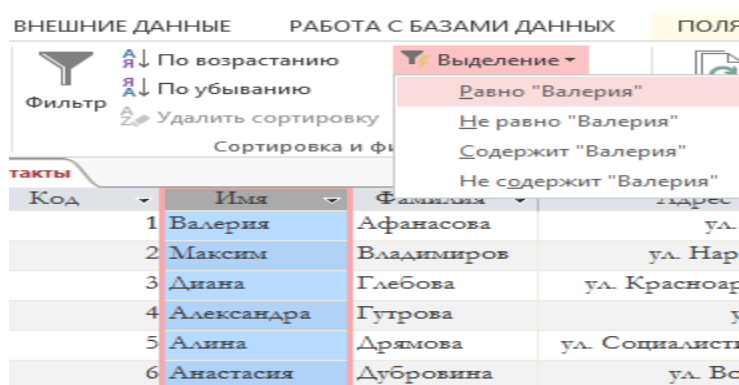 ВНЕШНИЕ ДАННЫЕ РАБОТА С БАЗАМИ ДАННЫХ ПОЛЯ
По возрастанию Выделение
По убыванию Равно "Валерия"
Фильтр
Удалить сортировку Не равно "Валерия"
Сортировка и фи Содержит "Валерия"
такты Не содержит "Валерия"
Код Имя Фамилия Адрес
1 Валерия Афанасова ул.
2 Максим Владимиров ул. Нар
3 Диана Глебова ул. Красноар
4 Александра Гутрова у
5 Алина Дрямова ул. Социалисти
6 Анастасия Дубровина ул. Во